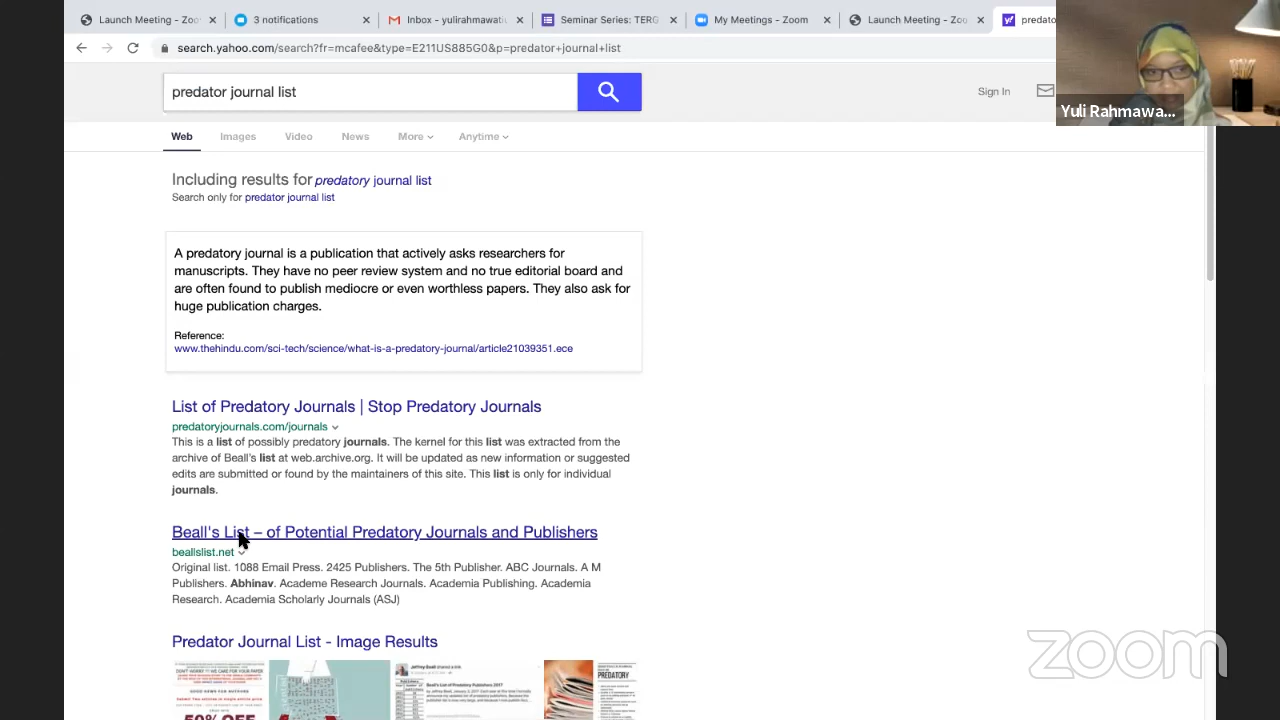 Launch Meeting - Zoo
3 notifications
Inbox - yulirahmawatu
Seminar Series: TERG
My Meetings - Zoom
Launch Meeting - Zoo
predato
search.yahoo.com/search?fr=mcafee&type=E211US885G0&p=predator+journal+list
predator journal list
Sign In
Yuli Rahmawa...
Web
Images
Video
News
More
Anytime
Including results for predatory journal list
Search only for predator journal list
A predatory journal is a publication that actively asks researchers for
manuscripts. They have no peer review system and no true editorial board and
are often found to publish mediocre or even worthless papers. They also ask for
huge publication charges.
Reference:
www.thehindu.com/sci-tech/science/what-is-a-predatory-journal/article21039351.ece
List of Predatory Journals | Stop Predatory Journals
predatoryjournals.com/journals
This is a list of possibly predatory journals. The kernel for this list was extracted from the
archive of Beall's list at web.archive.org. It will be updated as new information or suggested
edits are submitted or found by the maintainers of this site. This list is only for individual
journals.
Beall's List – of Potential Predatory Journals and Publishers
beallslist.net
Original list. 1088 Email Press. 2425 Publishers. The 5th Publisher. ABC Journals. A M
Publishers. Abhinav. Academe Research Journals. Academia Publishing. Academia
Research. Academia Scholarly Journals (ASJ)
Predator Journal List - Image Results
50% OFF
PREDATORY
zoom